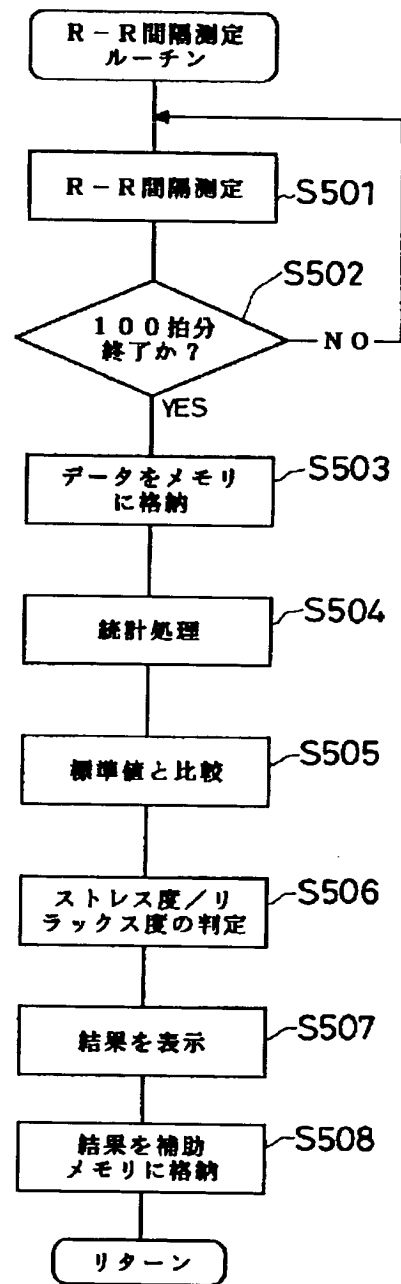 R－R間隔測定
ルーチン
R－R間隔測定
S501
S502
100拍分
終了か？
NO
YES
データをメモリ
に格納
S503
統計処理
S504
標準値と比較
S505
ストレス度／リ
ラックス度の判定
S506
結果を表示
S507
結果を補助
メモリに格納
S508
リターン